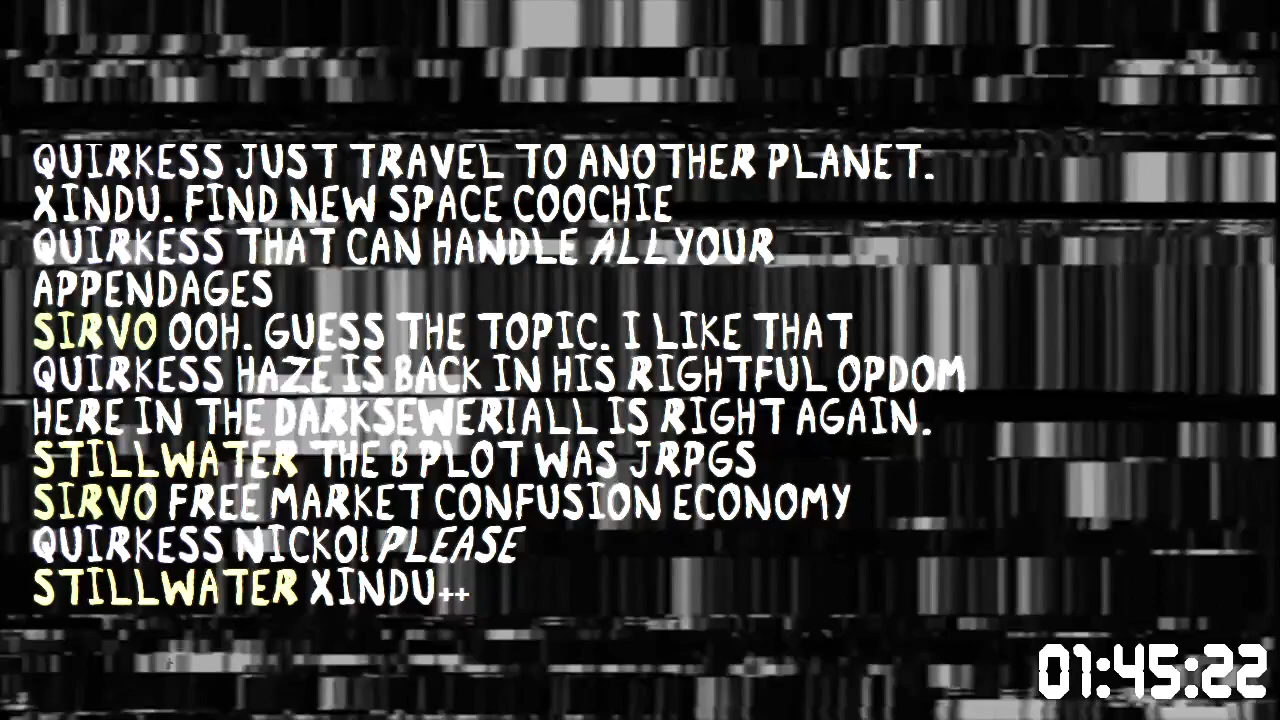 QUIRKESS JUST TRAVEL TO ANOTHER PLANET.
XINDU. FIND NEW SPACE COOCHIE
QUIRKESS THAT CAN HANDLE ALL YOUR
APPENDAGES
SIRVO OOH. GUESS THE TOPIC. I LIKE THAT
QUIRKESS HAZE IS BACK IN HIS RIGHTFUL OPDOM
HERE IN THE DARKSEWER! ALL IS RIGHT AGAIN.
STILLWATER THE B PLOT WAS JRPGS
SIRVO FREE MARKET CONFUSION ECONOMY
QUIRKESS NICKO! PLEASE
STILLWATER XINDU++
01:45:22